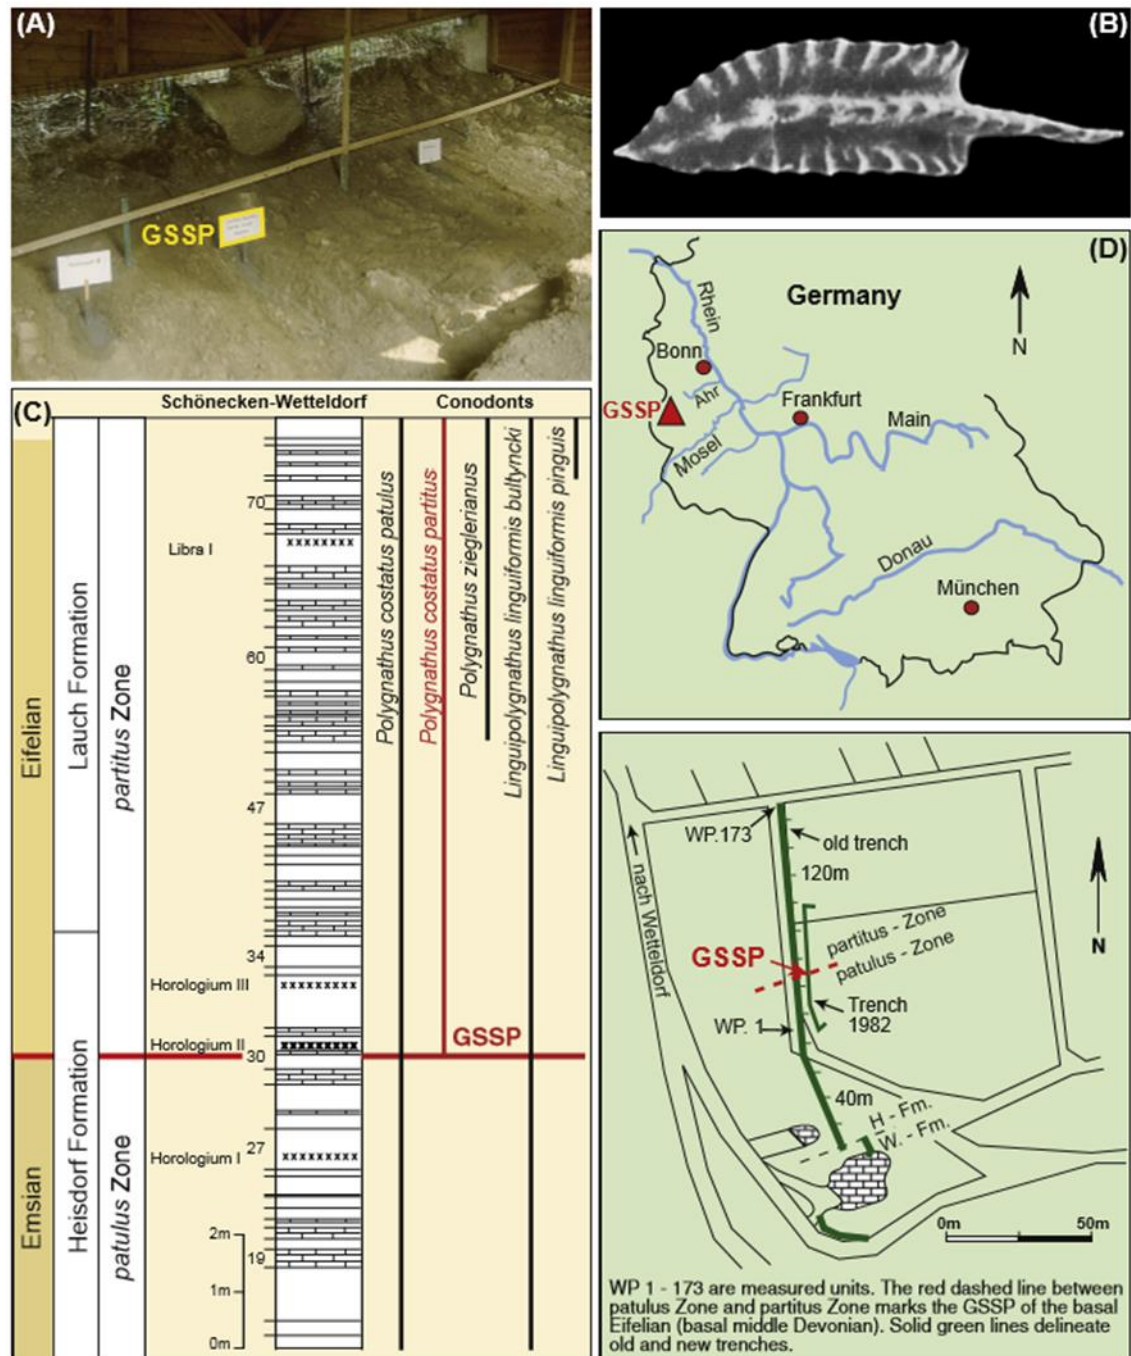 (A)
GSSP
(B)
(C)
Schönecken-Wetteldorf
Conodonts
Eifelian
Emsian
Lauch Formation
Heisdorf Formation
partitus Zone
patulus Zone
Libra I
Horologium III
Horologium II
Horologium I
70
60
47
34
30
27
19
2m
1m
0m
Polygnathus costatus patulus
Polygnathus costatus partitus
Polygnathus zieglerianus
Linguipolygnathus linguiformis bultyncki
Linguipolygnathus linguiformis pinguis
GSSP
(D)
Germany
N
Rhein
Bonn
Ahr
GSSP
Frankfurt
Main
Mosel
Donau
München
WP.173
old trench
120m
nach Wetteldorf
N
partitus - Zone
GSSP
patulus - Zone
Trench
1982
WP. 1
40m
H - Fm.
W. - Fm.
0m
50m
WP 1 - 173 are measured units. The red dashed line between
patulus Zone and partitus Zone marks the GSSP of the basal
Eifelian (basal middle Devonian). Solid green lines delineate
old and new trenches.